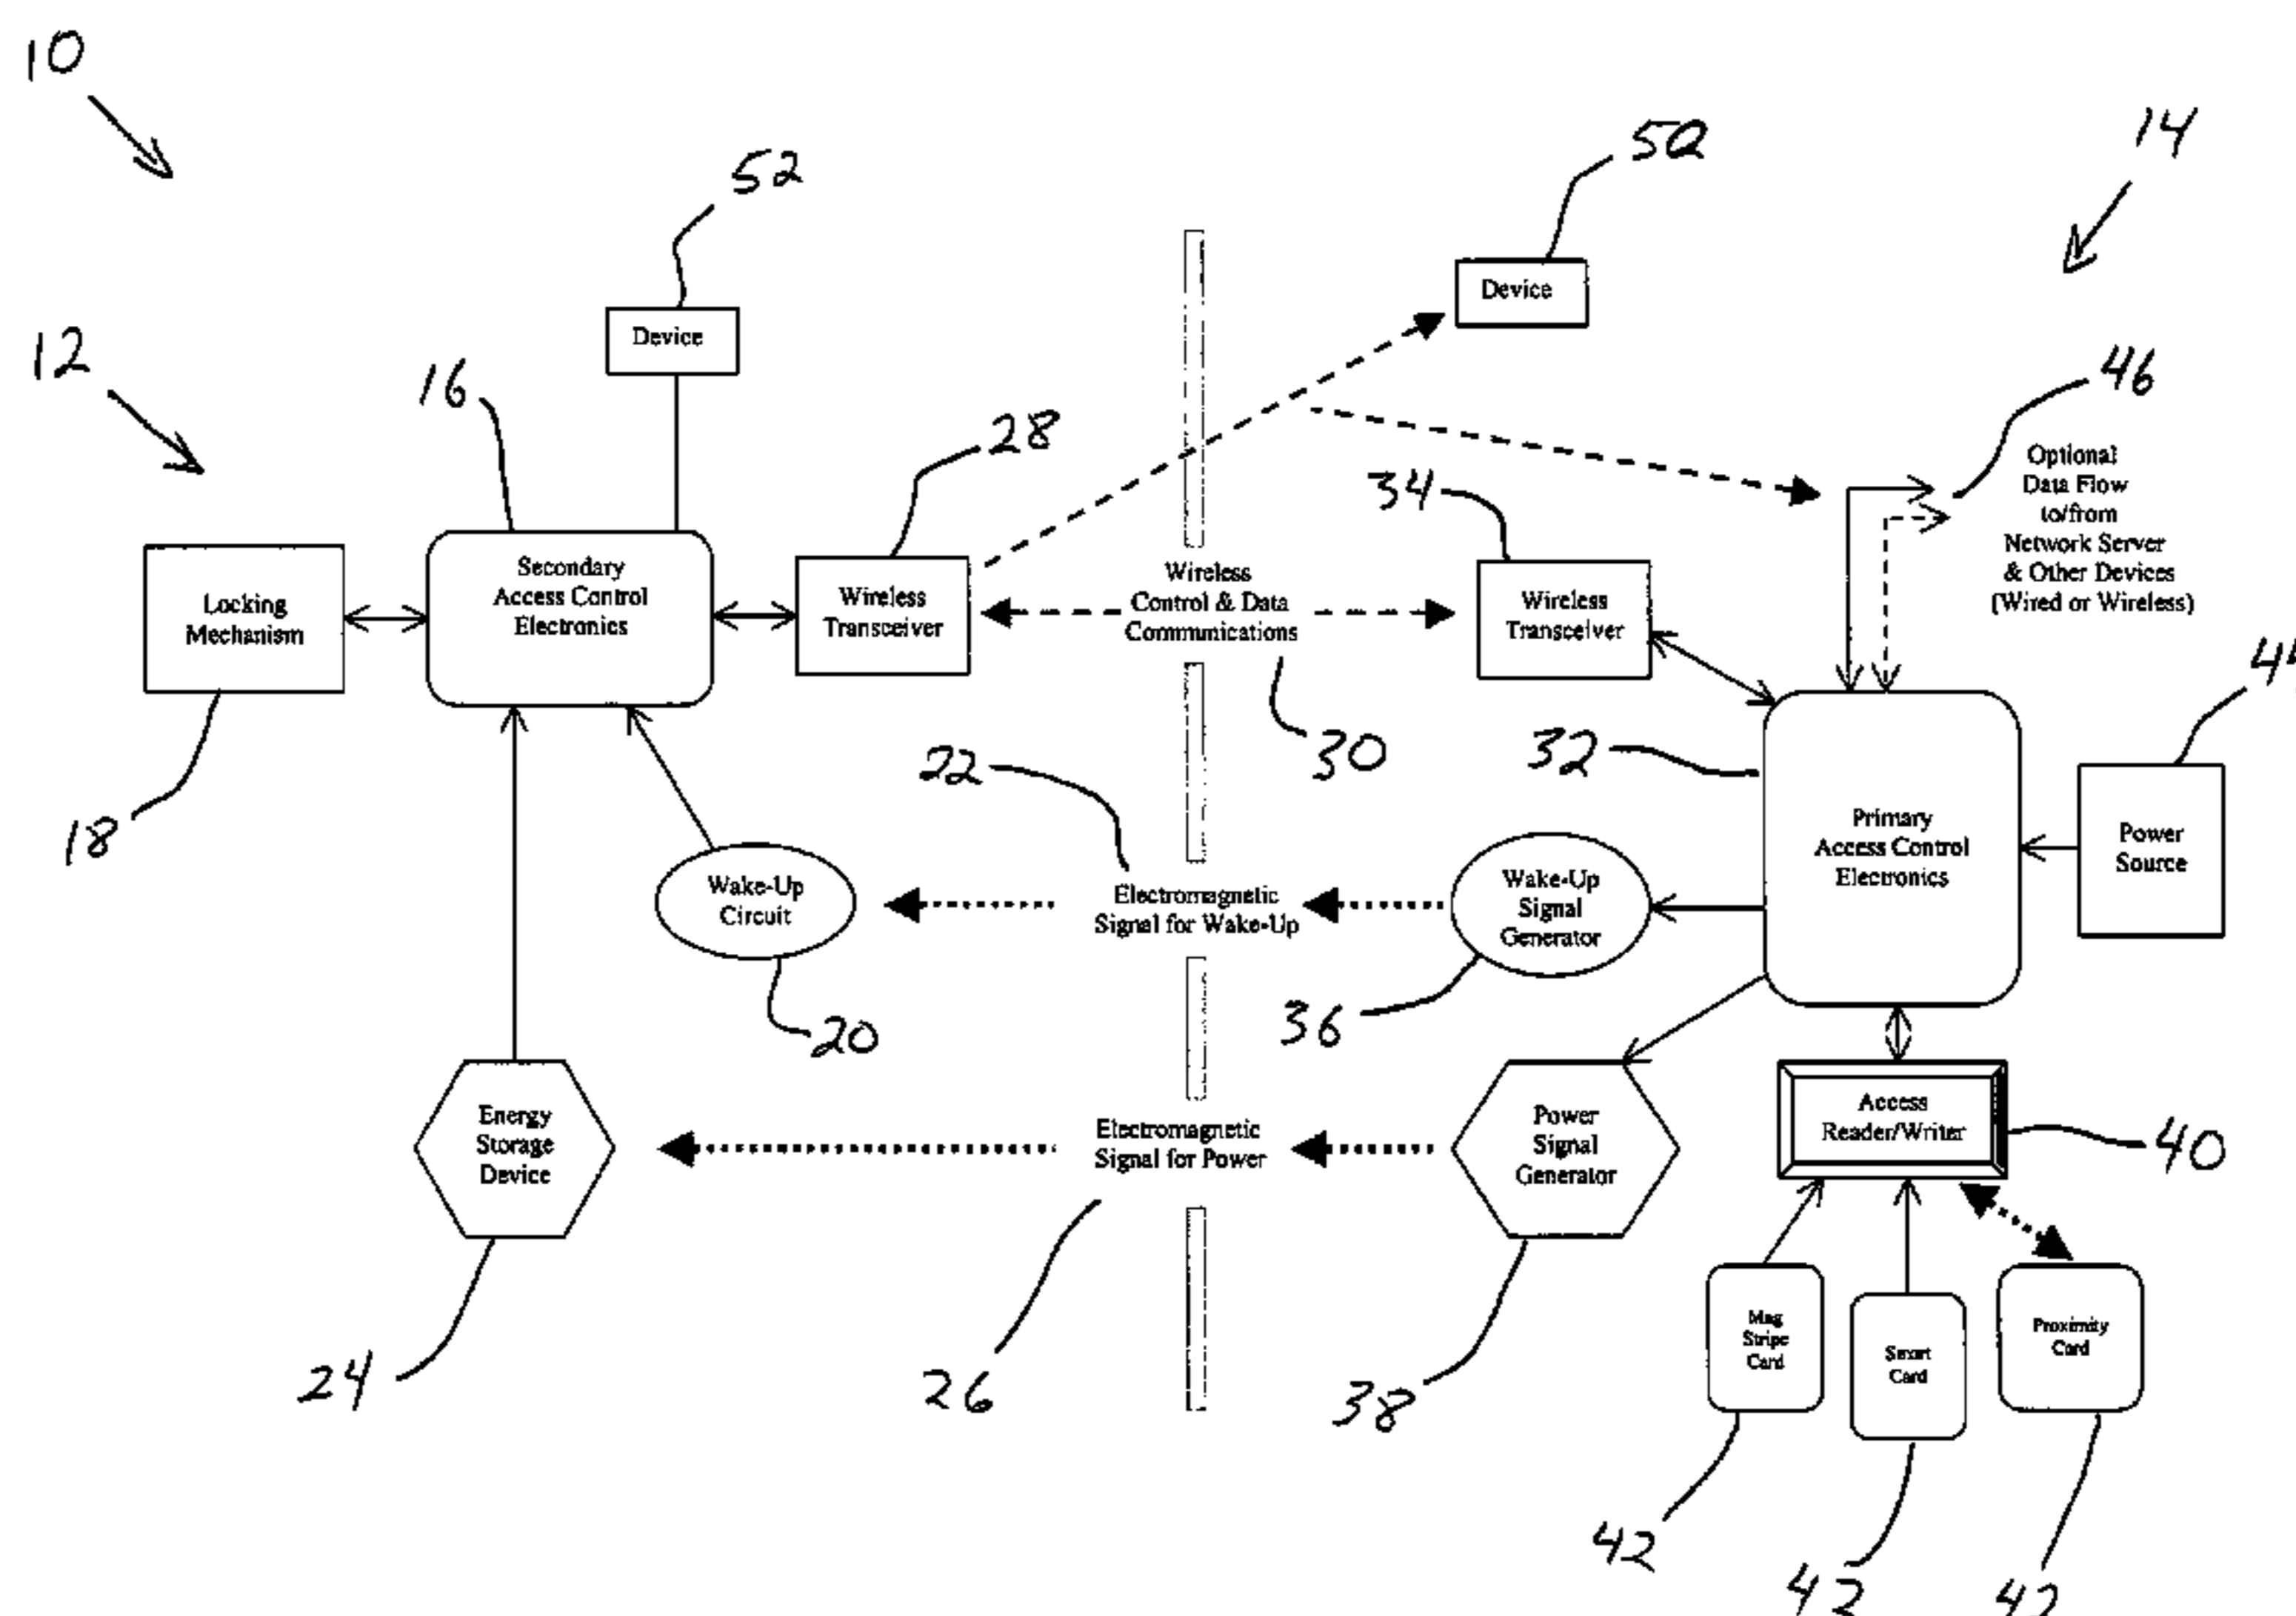 10
14
50
52
Device
12
Device
46
16
28
34
Optional
Data Flow
to/from
Network Server
& Other Devices
(Wired or Wireless)
Locking
Mechanism
Secondary
Access Control
Electronics
Wireless
Transceiver
Wireless
Control & Data
Communications
Wireless
Transceiver
44
18
22
30
32
Primary
Access Control
Electronics
Power
Source
Wake-Up
Circuit
Electromagnetic
Signal for Wake-Up
Wake-Up
Signal
Generator
20
36
Energy
Storage
Device
Electromagnetic
Signal for Power
Power
Signal
Generator
Access
Reader/Writer
40
24
26
38
Mag
Stripe
Card
Smart
Card
Proximity
Card
42
42
42